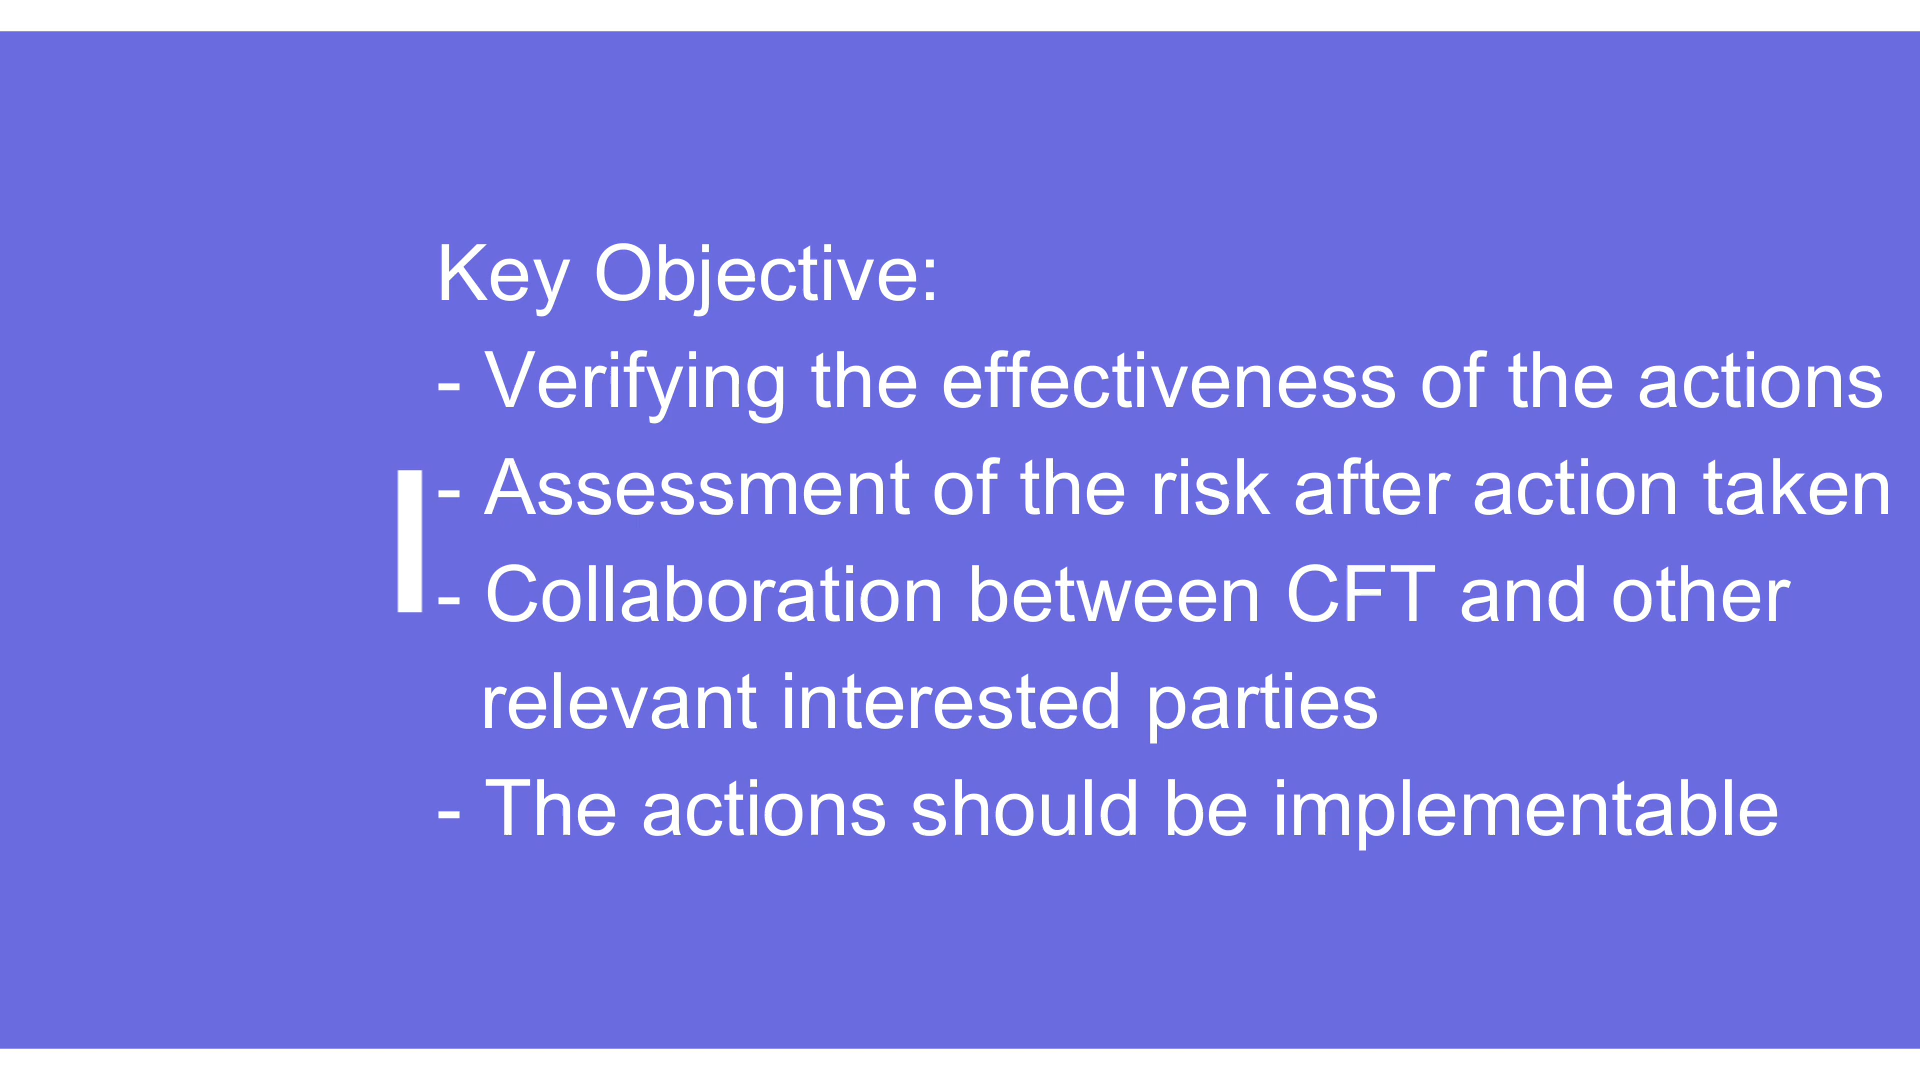 Key Objective:
- Verifying the effectiveness of the actions
- Assessment of the risk after action taken
- Collaboration between CFT and other
relevant interested parties
- The actions should be implementable